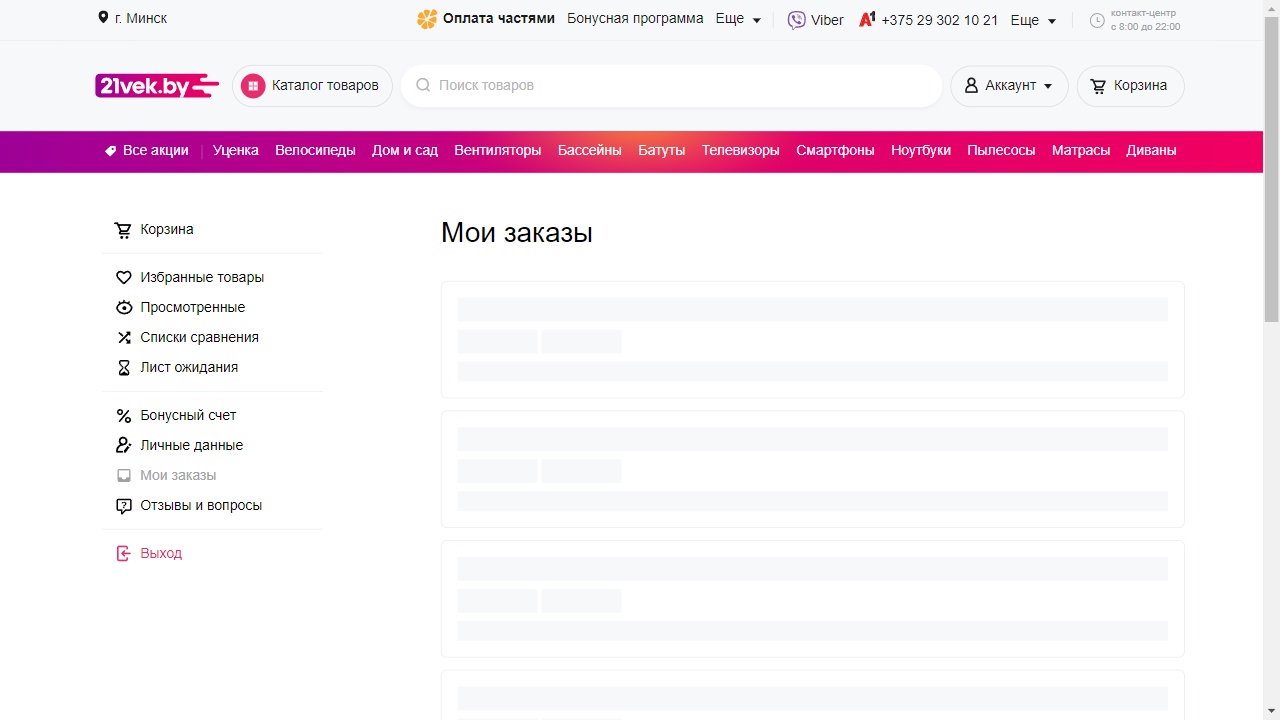 г. Минск
Оплата частями Бонусная программа Еще
Viber +375 29 302 10 21 Еще
контакт-центр
с 8:00 до 22:00
21vek.by
Каталог товаров
Поиск товаров
Аккаунт
Корзина
Все акции Уценка Велосипеды Дом и сад Вентиляторы Бассейны Батуты Телевизоры Смартфоны Ноутбуки Пылесосы Матрасы Диваны
Корзина
Избранные товары
Просмотренные
Списки сравнения
Лист ожидания
Бонусный счет
Личные данные
Мои заказы
Отзывы и вопросы
Выход
Мои заказы